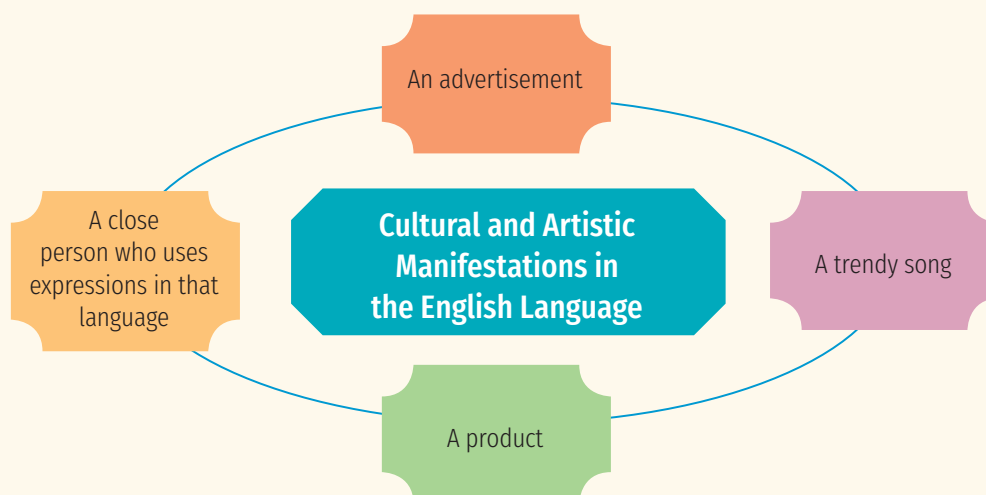 An advertisement
A close
person who uses
expressions in that
language
Cultural and Artistic
Manifestations in
the English Language
A trendy song
A product